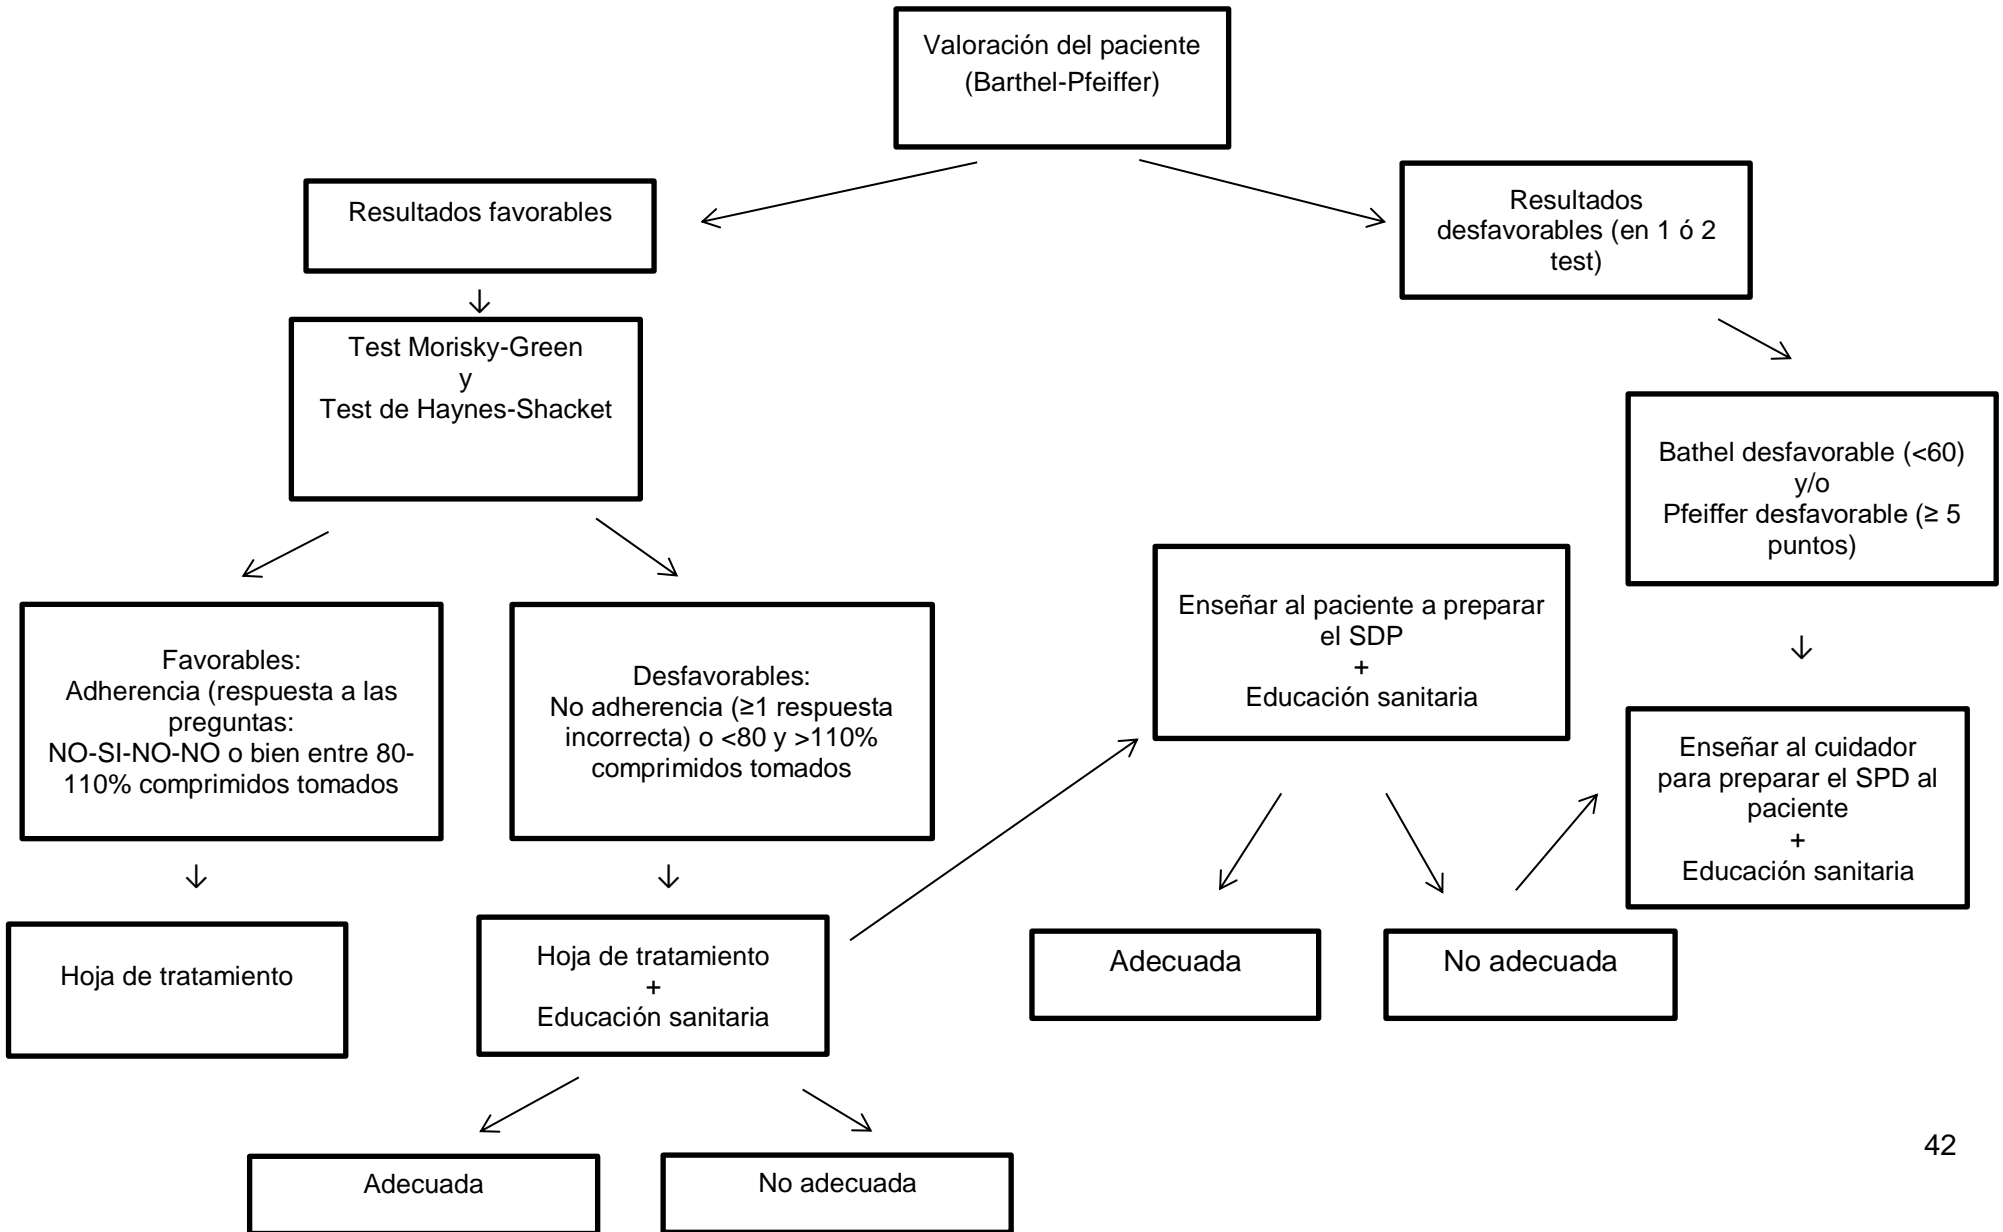 Valoración del paciente
(Barthel-Pfeiffer)
Resultados favorables
Resultados
desfavorables (en 1 ó 2
test)
Test Morisky-Green
y
Test de Haynes-Shacket
Bathel desfavorable (<60)
y/o
Pfeiffer desfavorable (≥ 5
puntos)
Favorables:
Adherencia (respuesta a las
preguntas:
NO-SI-NO-NO o bien entre 80-
110% comprimidos tomados
Desfavorables:
No adherencia (≥1 respuesta
incorrecta) o <80 y >110%
comprimidos tomados
Enseñar al paciente a preparar
el SDP
+
Educación sanitaria
Enseñar al cuidador
para preparar el SPD al
paciente
+
Educación sanitaria
Hoja de tratamiento
Hoja de tratamiento
+
Educación sanitaria
Adecuada
No adecuada
Adecuada
No adecuada
42